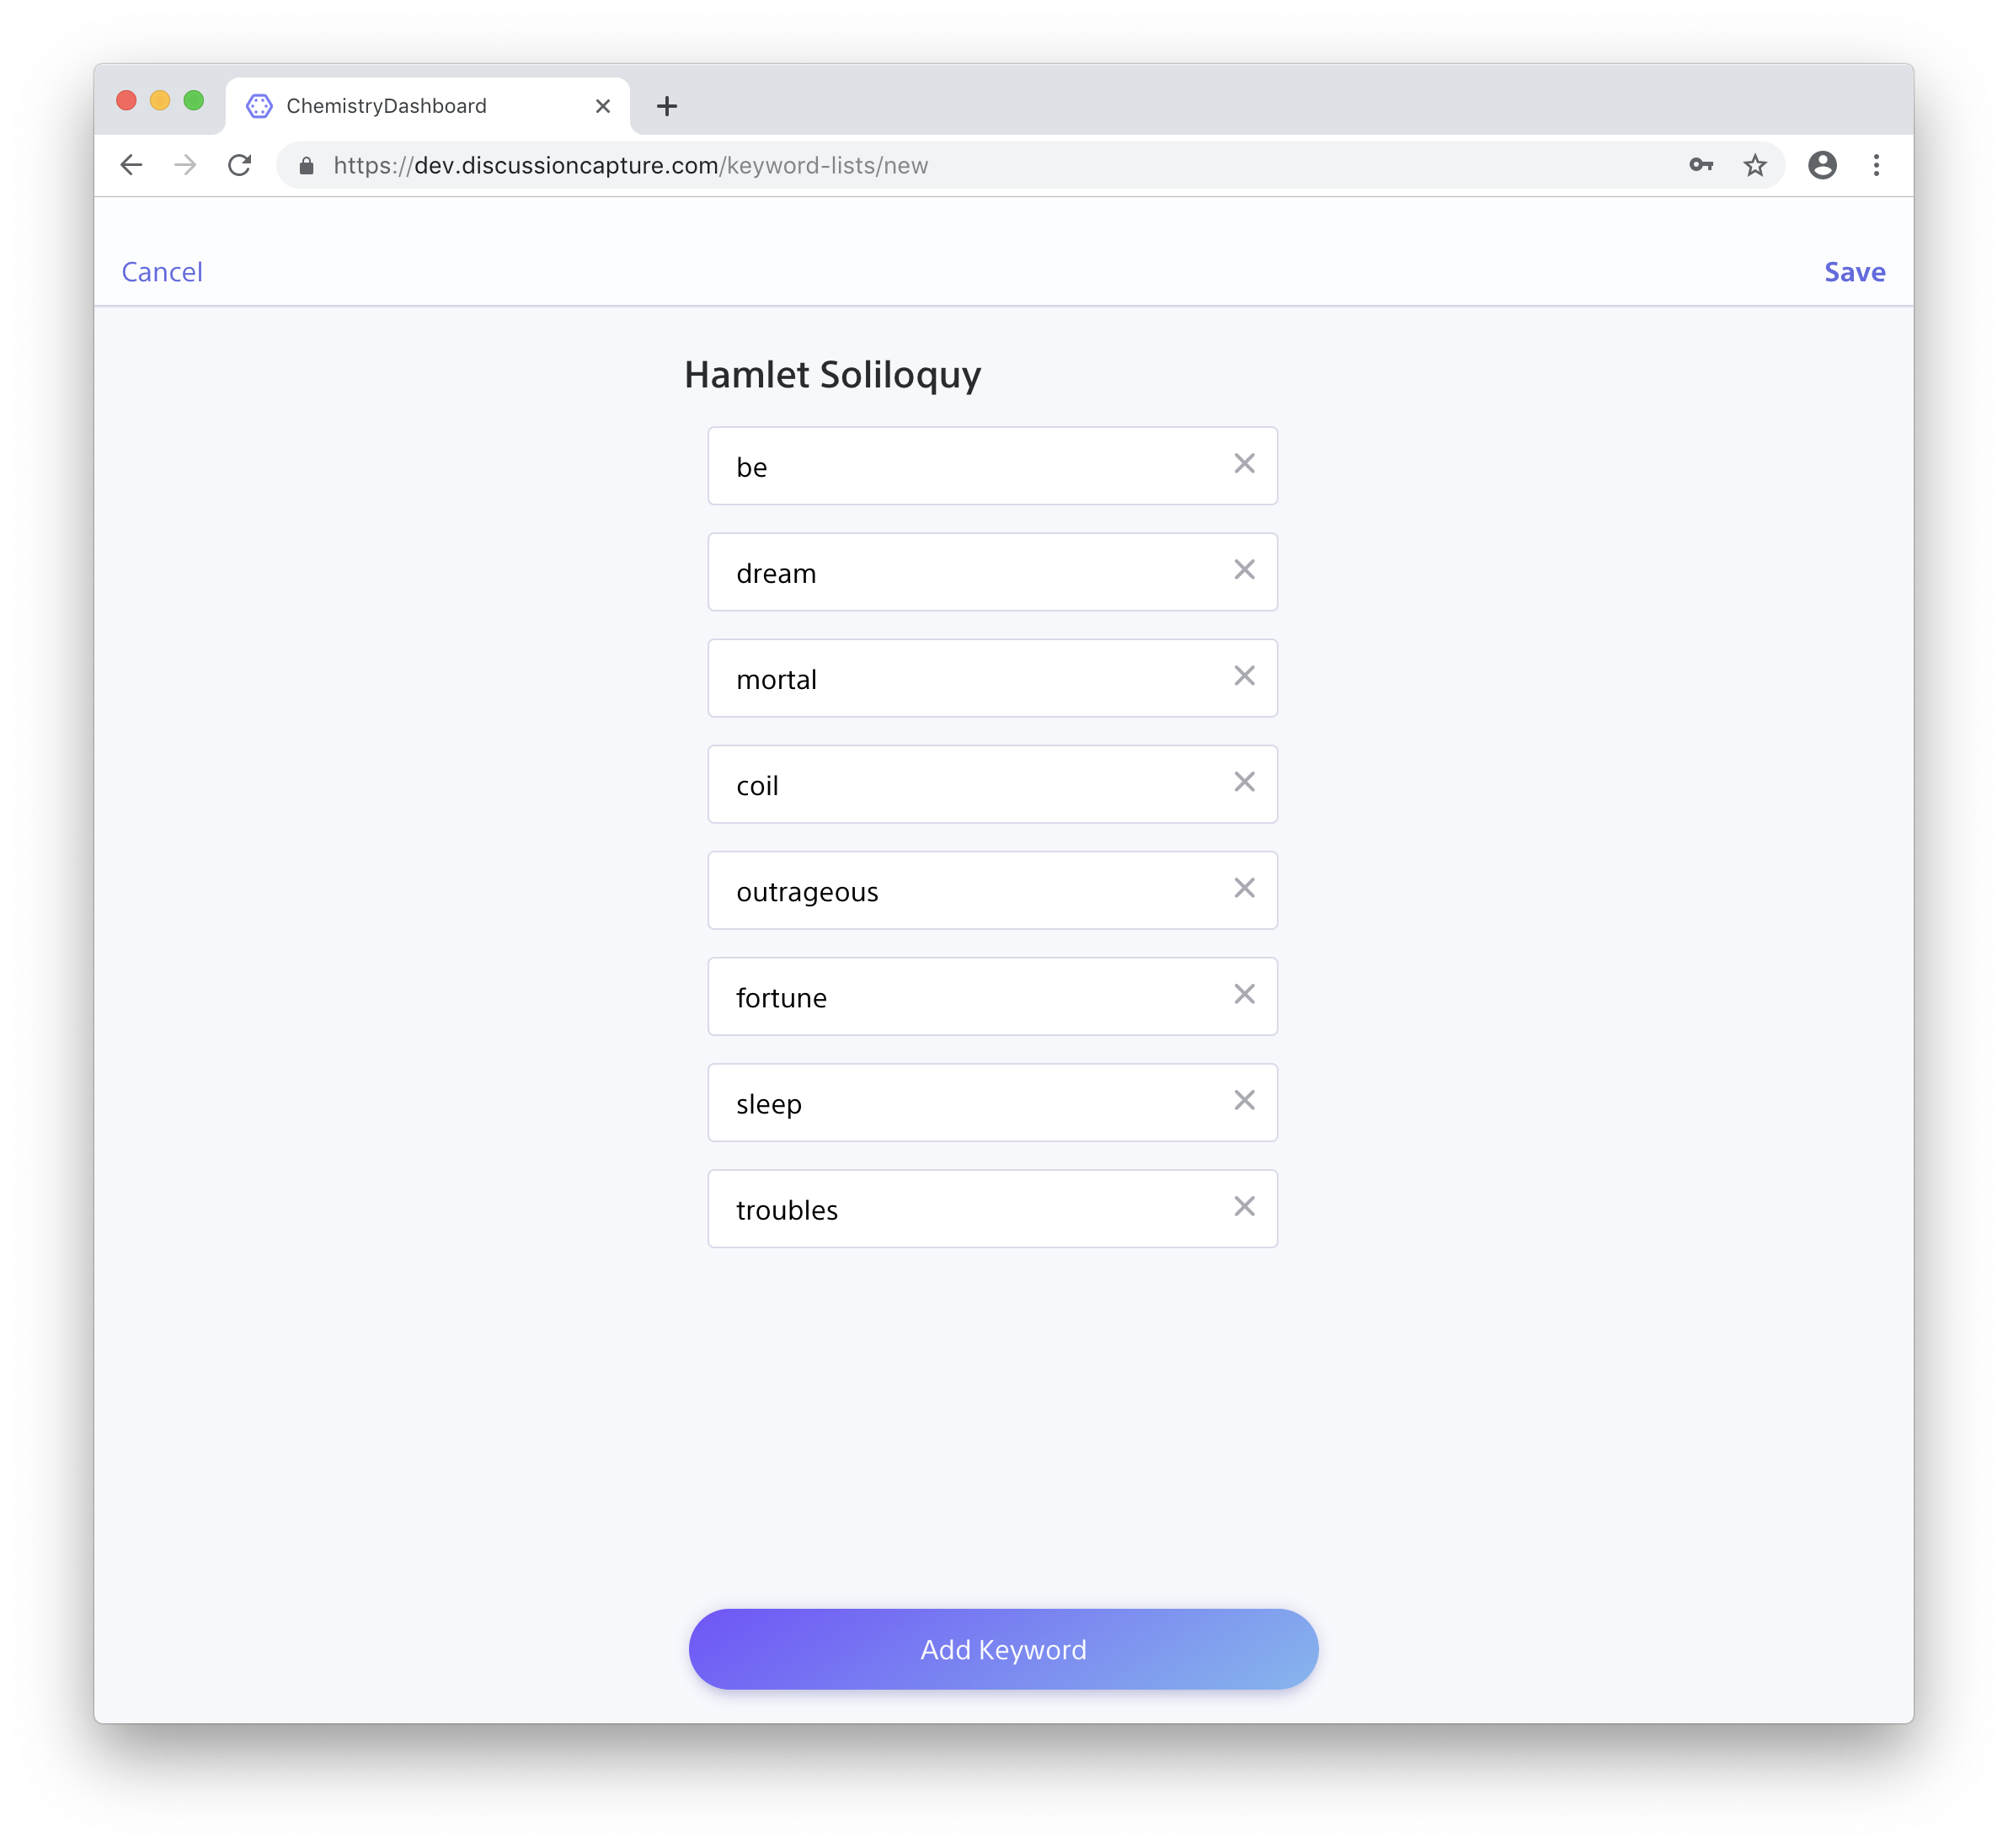 ChemistryDashboard
https://dev.discussioncapture.com/keyword-lists/new
Cancel
Save
Hamlet Soliloquy
be
dream
mortal
coil
outrageous
fortune
sleep
troubles
Add Keyword